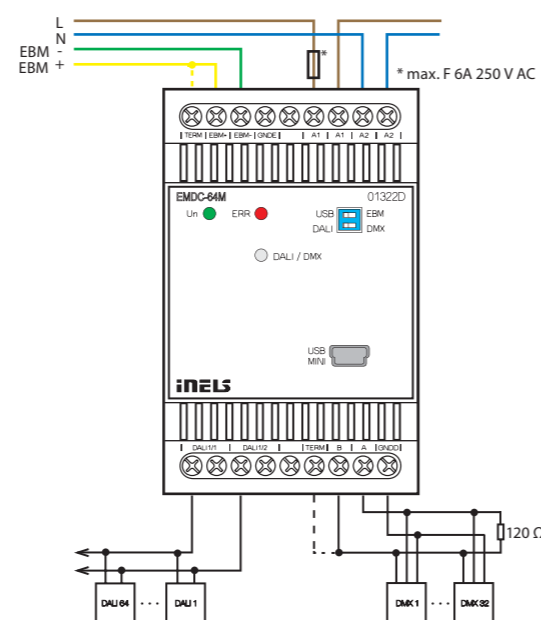 L
N
EBM -
EBM +
*
* max. F 6A 250 V AC
TERM EBM+ EBM- GNDE A1 A1 A2 A2
EMDC-64M 01322D
Un ERR USB EBM
DALI DMX
DALI / DMX
USB
MINI
iNELS
DALI1/1 DALI1/2 TERM B A GNDD
120 Ω
DALI 64 · · · DALI 1 DMX 1 · · · DMX 32